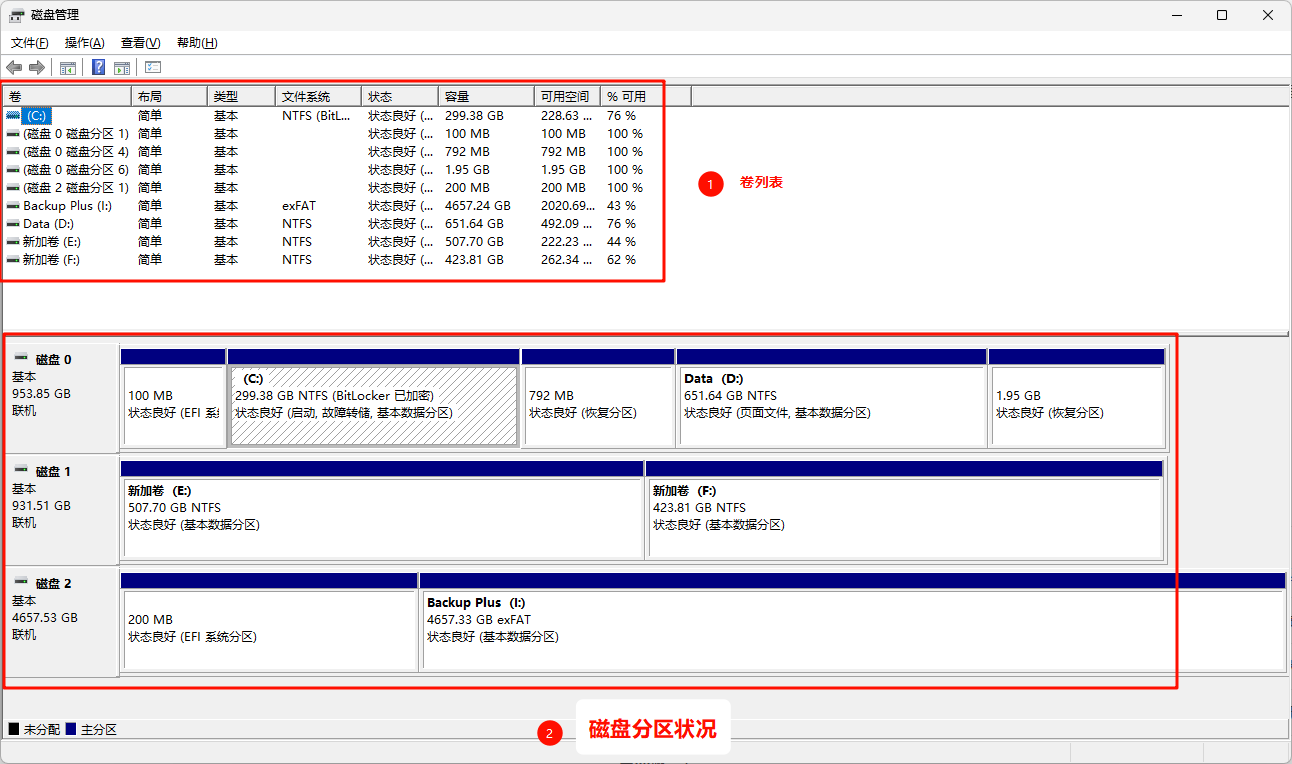 磁盘管理
文件(F) 操作(A) 查看(V) 帮助(H)
卷 布局 类型 文件系统 状态 容量 可用空间 % 可用
(C:) 简单 基本 NTFS (BitL... 状态良好 (... 299.38 GB 228.63 ... 76 %
(磁盘 0 磁盘分区 1) 简单 基本 状态良好 (... 100 MB 100 MB 100 %
(磁盘 0 磁盘分区 4) 简单 基本 状态良好 (... 792 MB 792 MB 100 %
(磁盘 0 磁盘分区 6) 简单 基本 状态良好 (... 1.95 GB 1.95 GB 100 %
(磁盘 2 磁盘分区 1) 简单 基本 状态良好 (... 200 MB 200 MB 100 %
Backup Plus (I:) 简单 基本 exFAT 状态良好 (... 4657.24 GB 2020.69... 43 %
Data (D:) 简单 基本 NTFS 状态良好 (... 651.64 GB 492.09 ... 76 %
新加卷 (E:) 简单 基本 NTFS 状态良好 (... 507.70 GB 222.23 ... 44 %
新加卷 (F:) 简单 基本 NTFS 状态良好 (... 423.81 GB 262.34 ... 62 %
1 卷列表
磁盘 0
基本
953.85 GB
联机
100 MB
状态良好 (EFI 系
(C:)
299.38 GB NTFS (BitLocker 已加密)
状态良好 (启动, 故障转储, 基本数据分区)
792 MB
状态良好 (恢复分区)
Data (D:)
651.64 GB NTFS
状态良好 (页面文件, 基本数据分区)
1.95 GB
状态良好 (恢复分区)
磁盘 1
基本
931.51 GB
联机
新加卷 (E:)
507.70 GB NTFS
状态良好 (基本数据分区)
新加卷 (F:)
423.81 GB NTFS
状态良好 (基本数据分区)
磁盘 2
基本
4657.53 GB
联机
200 MB
状态良好 (EFI 系统分区)
Backup Plus (I:)
4657.33 GB exFAT
状态良好 (基本数据分区)
未分配 主分区
2 磁盘分区状况